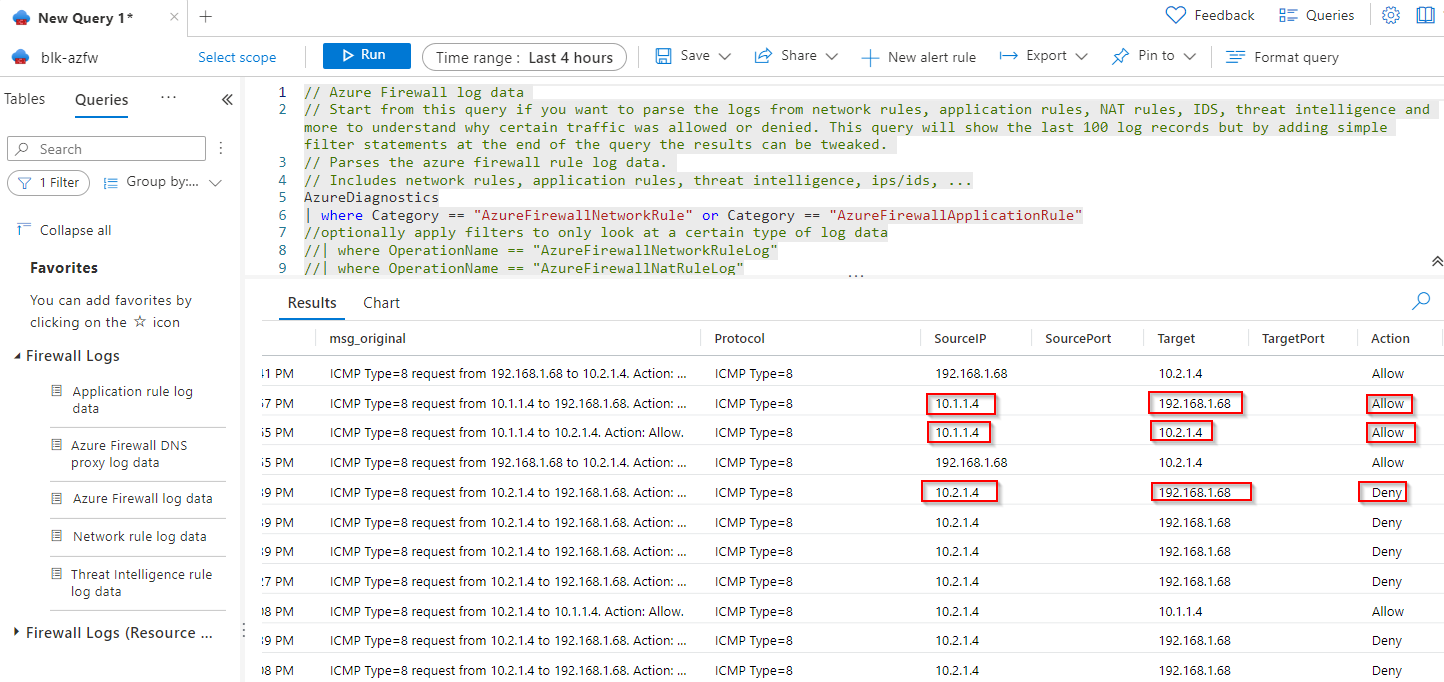 New Query 1*
Feedback
Queries
blk-azfw
Select scope
Run
Time range : Last 4 hours
Save
Share
New alert rule
Export
Pin to
Format query
Tables
Queries
...
Search
1 Filter
Group by:...
Collapse all
Favorites
You can add favorites by
clicking on the ☆ icon
Firewall Logs
Application rule log
data
Azure Firewall DNS
proxy log data
Azure Firewall log data
Network rule log data
Threat Intelligence rule
log data
Firewall Logs (Resource ...
1 // Azure Firewall log data
2 // Start from this query if you want to parse the logs from network rules, application rules, NAT rules, IDS, threat intelligence and
more to understand why certain traffic was allowed or denied. This query will show the last 100 log records but by adding simple
filter statements at the end of the query the results can be tweaked.
3 // Parses the azure firewall rule log data.
4 // Includes network rules, application rules, threat intelligence, ips/ids, ...
5 AzureDiagnostics
6 | where Category == "AzureFirewallNetworkRule" or Category == "AzureFirewallApplicationRule"
7 //optionally apply filters to only look at a certain type of log data
8 //| where OperationName == "AzureFirewallNetworkRuleLog"
9 //| where OperationName == "AzureFirewallNatRuleLog"
Results Chart
msg_original Protocol SourceIP SourcePort Target TargetPort Action
PM ICMP Type=8 request from 192.168.1.68 to 10.2.1.4. Action: ... ICMP Type=8 192.168.1.68 10.2.1.4 Allow
7 PM ICMP Type=8 request from 10.1.1.4 to 192.168.1.68. Action: ... ICMP Type=8 10.1.1.4 192.168.1.68 Allow
5 PM ICMP Type=8 request from 10.1.1.4 to 10.2.1.4. Action: Allow. ICMP Type=8 10.1.1.4 10.2.1.4 Allow
5 PM ICMP Type=8 request from 192.168.1.68 to 10.2.1.4. Action: ... ICMP Type=8 192.168.1.68 10.2.1.4 Allow
9 PM ICMP Type=8 request from 10.2.1.4 to 192.168.1.68. Action: ... ICMP Type=8 10.2.1.4 192.168.1.68 Deny
9 PM ICMP Type=8 request from 10.2.1.4 to 192.168.1.68. Action: ... ICMP Type=8 10.2.1.4 192.168.1.68 Deny
9 PM ICMP Type=8 request from 10.2.1.4 to 192.168.1.68. Action: ... ICMP Type=8 10.2.1.4 192.168.1.68 Deny
7 PM ICMP Type=8 request from 10.2.1.4 to 192.168.1.68. Action: ... ICMP Type=8 10.2.1.4 192.168.1.68 Deny
8 PM ICMP Type=8 request from 10.2.1.4 to 10.1.1.4. Action: Allow. ICMP Type=8 10.2.1.4 10.1.1.4 Allow
9 PM ICMP Type=8 request from 10.2.1.4 to 192.168.1.68. Action: ... ICMP Type=8 10.2.1.4 192.168.1.68 Deny
8 PM ICMP Type=8 request from 10.2.1.4 to 192.168.1.68. Action: ... ICMP Type=8 10.2.1.4 192.168.1.68 Deny